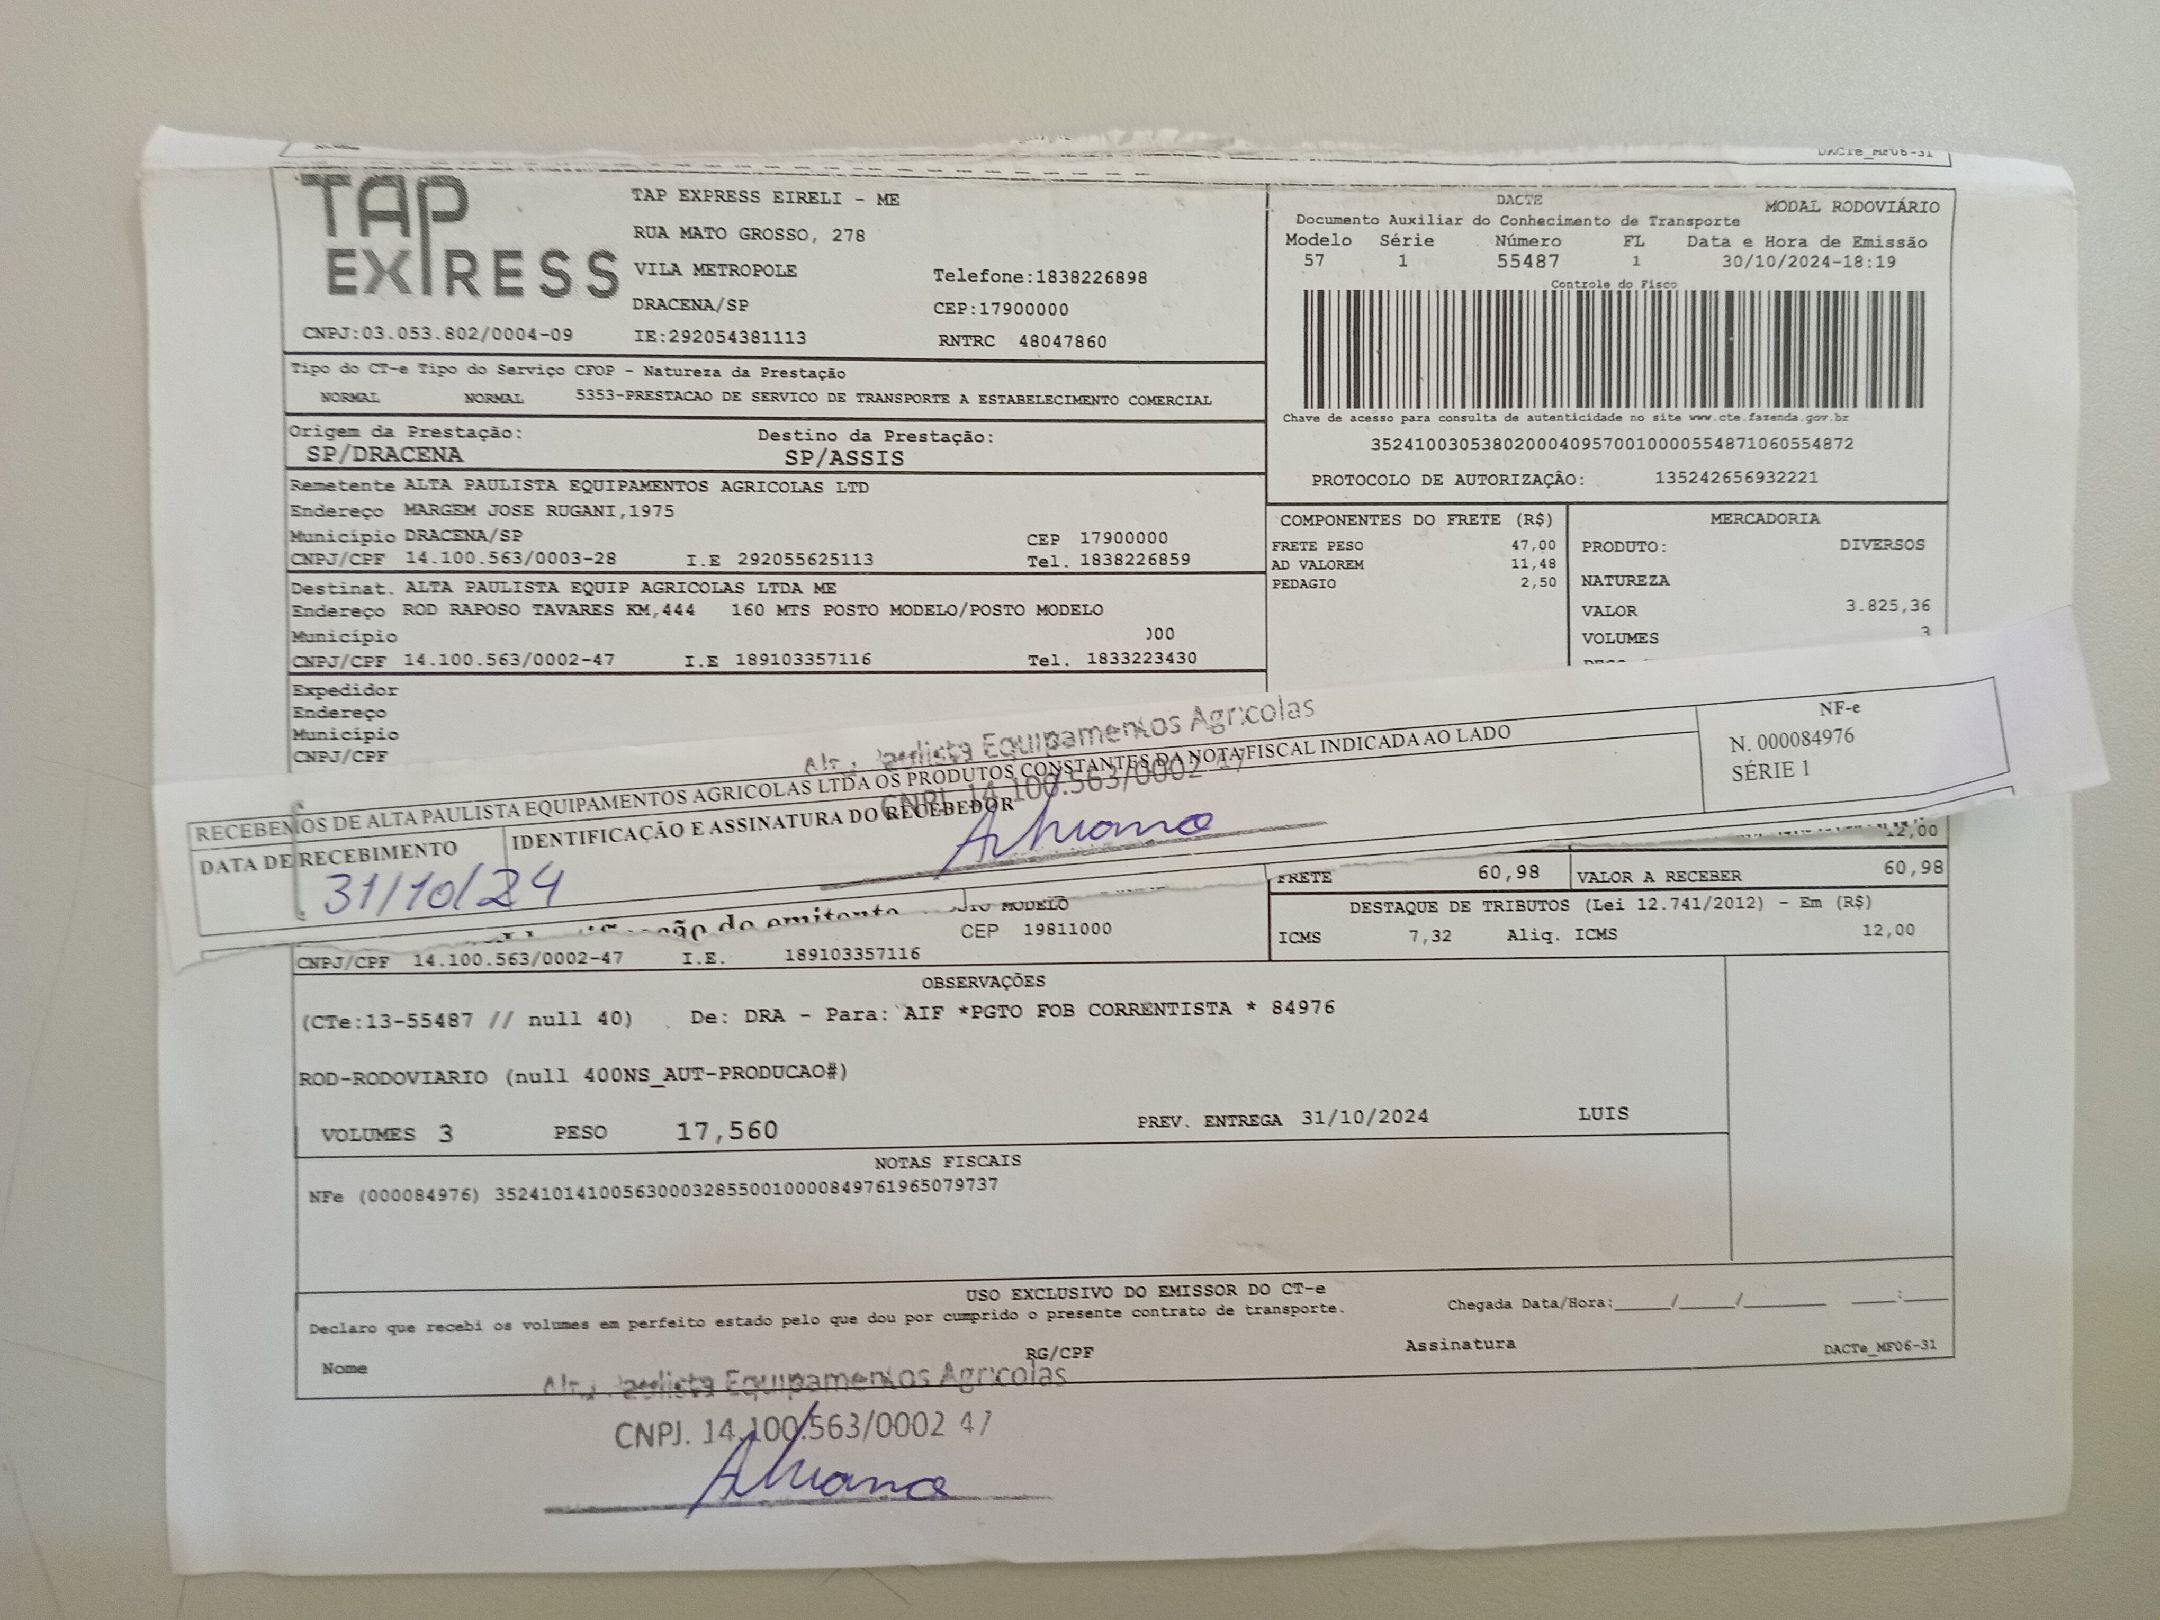 DACTe_MF06-31
TAP EXPRESS
TAP EXPRESS EIRELI - ME
RUA MATO GROSSO, 278
VILA METROPOLE
Telefone:1838226898
DRACENA/SP
CEP:17900000
CNPJ:03.053.802/0004-09
IE:292054381113
RNTRC 48047860
DACTE
MODAL RODOVIÁRIO
Documento Auxiliar do Conhecimento de Transporte
Modelo Série Número FL Data e Hora de Emissão
57 1 55487 1 30/10/2024-18:19
Controle do Fisco
Chave de acesso para consulta de autenticidade no site www.cte.fazenda.gov.br
35241003053802000409570010000554871060554872
PROTOCOLO DE AUTORIZAÇÃO: 135242656932221
Tipo do CT-e Tipo do Serviço CFOP - Natureza da Prestação
NORMAL NORMAL 5353-PRESTACAO DE SERVICO DE TRANSPORTE A ESTABELECIMENTO COMERCIAL
Origem da Prestação: Destino da Prestação:
SP/DRACENA SP/ASSIS
Remetente ALTA PAULISTA EQUIPAMENTOS AGRICOLAS LTD
Endereço MARGEM JOSE RUGANI,1975
Município DRACENA/SP CEP 17900000
CNPJ/CPF 14.100.563/0003-28 I.E 292055625113 Tel. 1838226859
Destinat. ALTA PAULISTA EQUIP AGRICOLAS LTDA ME
Endereço ROD RAPOSO TAVARES KM,444 160 MTS POSTO MODELO/POSTO MODELO
Município
CNPJ/CPF 14.100.563/0002-47 I.E 189103357116 Tel. 1833223430
Expedidor
Endereço
Município
CNPJ/CPF
COMPONENTES DO FRETE (R$)
FRETE PESO 47,00
AD VALOREM 11,48
PEDAGIO 2,50
MERCADORIA
PRODUTO: DIVERSOS
NATUREZA
VALOR 3.825,36
VOLUMES 3
Paulista Equipamentos Agrícolas
CNPJ. 14.100.563/0002 47
RECEBEMOS DE ALTA PAULISTA EQUIPAMENTOS AGRICOLAS LTDA OS PRODUTOS CONSTANTES DA NOTA FISCAL INDICADA AO LADO
DATA DE RECEBIMENTO
IDENTIFICAÇÃO E ASSINATURA DO RECEBEDOR
31/10/24
NF-e
N. 000084976
SÉRIE 1
12,00
FRETE 60,98
VALOR A RECEBER 60,98
do emitente
MODELO
CEP 19811000
CNPJ/CPF 14.100.563/0002-47 I.E. 189103357116
DESTAQUE DE TRIBUTOS (Lei 12.741/2012) - Em (R$)
ICMS 7,32 Aliq. ICMS 12,00
OBSERVAÇÕES
(CTe:13-55487 // null 40) De: DRA - Para: AIF *PGTO FOB CORRENTISTA * 84976
ROD-RODOVIARIO (null 400NS_AUT-PRODUCAO#)
VOLUMES 3 PESO 17,560 PREV. ENTREGA 31/10/2024 LUIS
NOTAS FISCAIS
NFe (000084976) 35241014100563000328550010000849761965079737
USO EXCLUSIVO DO EMISSOR DO CT-e
Declaro que recebi os volumes em perfeito estado pelo que dou por cumprido o presente contrato de transporte.
Chegada Data/Hora:____/____/______ ___:___
Nome RG/CPF Assinatura
DACTe_MF06-31
Paulista Equipamentos Agrícolas
CNPJ. 14.100.563/0002 47